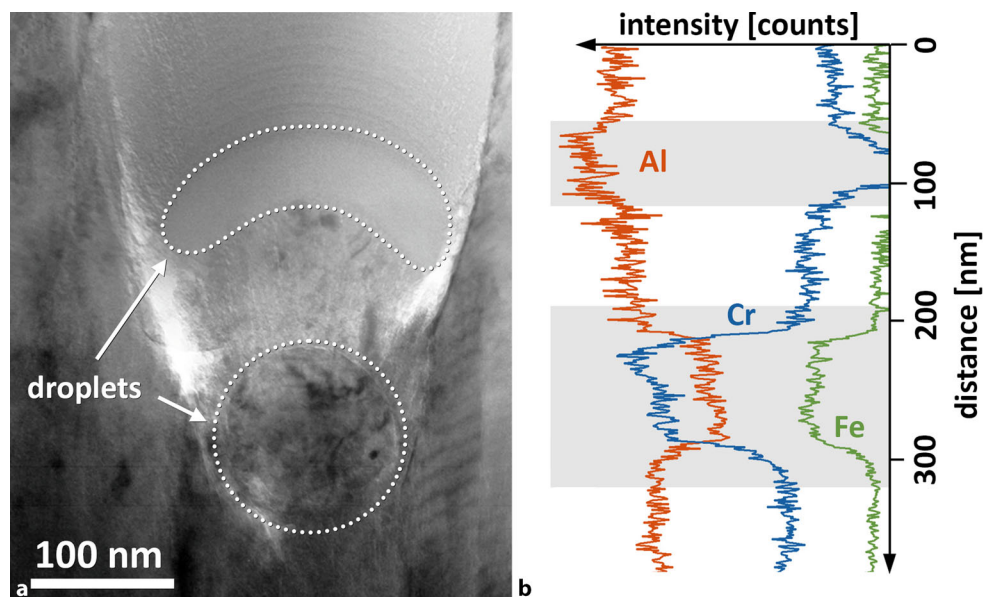 droplets
100 nm
a
b
intensity [counts]
0
Al
100
distance [nm]
200
Cr
Fe
300